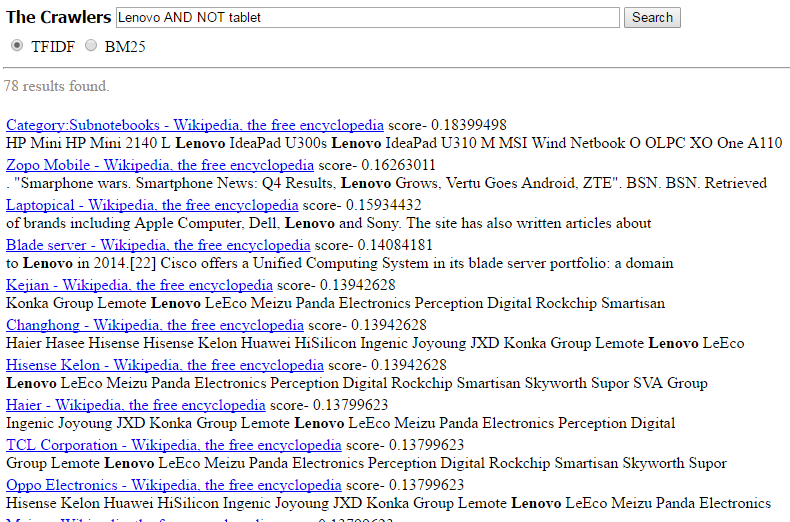 The Crawlers Lenovo AND NOT tablet Search
TFIDF BM25
78 results found.
Category:Subnotebooks - Wikipedia, the free encyclopedia score- 0.18399498
HP Mini HP Mini 2140 L Lenovo IdeaPad U300s Lenovo IdeaPad U310 M MSI Wind Netbook O OLPC XO One A110
Zopo Mobile - Wikipedia, the free encyclopedia score- 0.16263011
. "Smarphone wars. Smartphone News: Q4 Results, Lenovo Grows, Vertu Goes Android, ZTE". BSN. BSN. Retrieved
Laptopical - Wikipedia, the free encyclopedia score- 0.15934432
of brands including Apple Computer, Dell, Lenovo and Sony. The site has also written articles about
Blade server - Wikipedia, the free encyclopedia score- 0.14084181
to Lenovo in 2014.[22] Cisco offers a Unified Computing System in its blade server portfolio: a domain
Kejian - Wikipedia, the free encyclopedia score- 0.13942628
Konka Group Lemote Lenovo LeEco Meizu Panda Electronics Perception Digital Rockchip Smartisan
Changhong - Wikipedia, the free encyclopedia score- 0.13942628
Haier Hasee Hisense Hisense Kelon Huawei HiSilicon Ingenic Joyoung JXD Konka Group Lemote Lenovo LeEco
Hisense Kelon - Wikipedia, the free encyclopedia score- 0.13942628
Lenovo LeEco Meizu Panda Electronics Perception Digital Rockchip Smartisan Skyworth Supor SVA Group
Haier - Wikipedia, the free encyclopedia score- 0.13799623
Ingenic Joyoung JXD Konka Group Lemote Lenovo LeEco Meizu Panda Electronics Perception Digital
TCL Corporation - Wikipedia, the free encyclopedia score- 0.13799623
Group Lemote Lenovo LeEco Meizu Panda Electronics Perception Digital Rockchip Smartisan Skyworth Supor
Oppo Electronics - Wikipedia, the free encyclopedia score- 0.13799623
Hisense Kelon Huawei HiSilicon Ingenic Joyoung JXD Konka Group Lemote Lenovo LeEco Meizu Panda Electronics